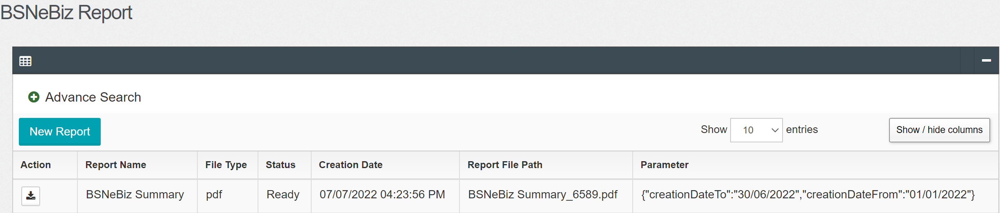 BSNeBiz Report
Advance Search
New Report
Show 10 entries
Show / hide columns
Action Report Name File Type Status Creation Date Report File Path Parameter
BSNeBiz Summary pdf Ready 07/07/2022 04:23:56 PM BSNeBiz Summary_6589.pdf {"creationDateTo":"30/06/2022","creationDateFrom":"01/01/2022"}